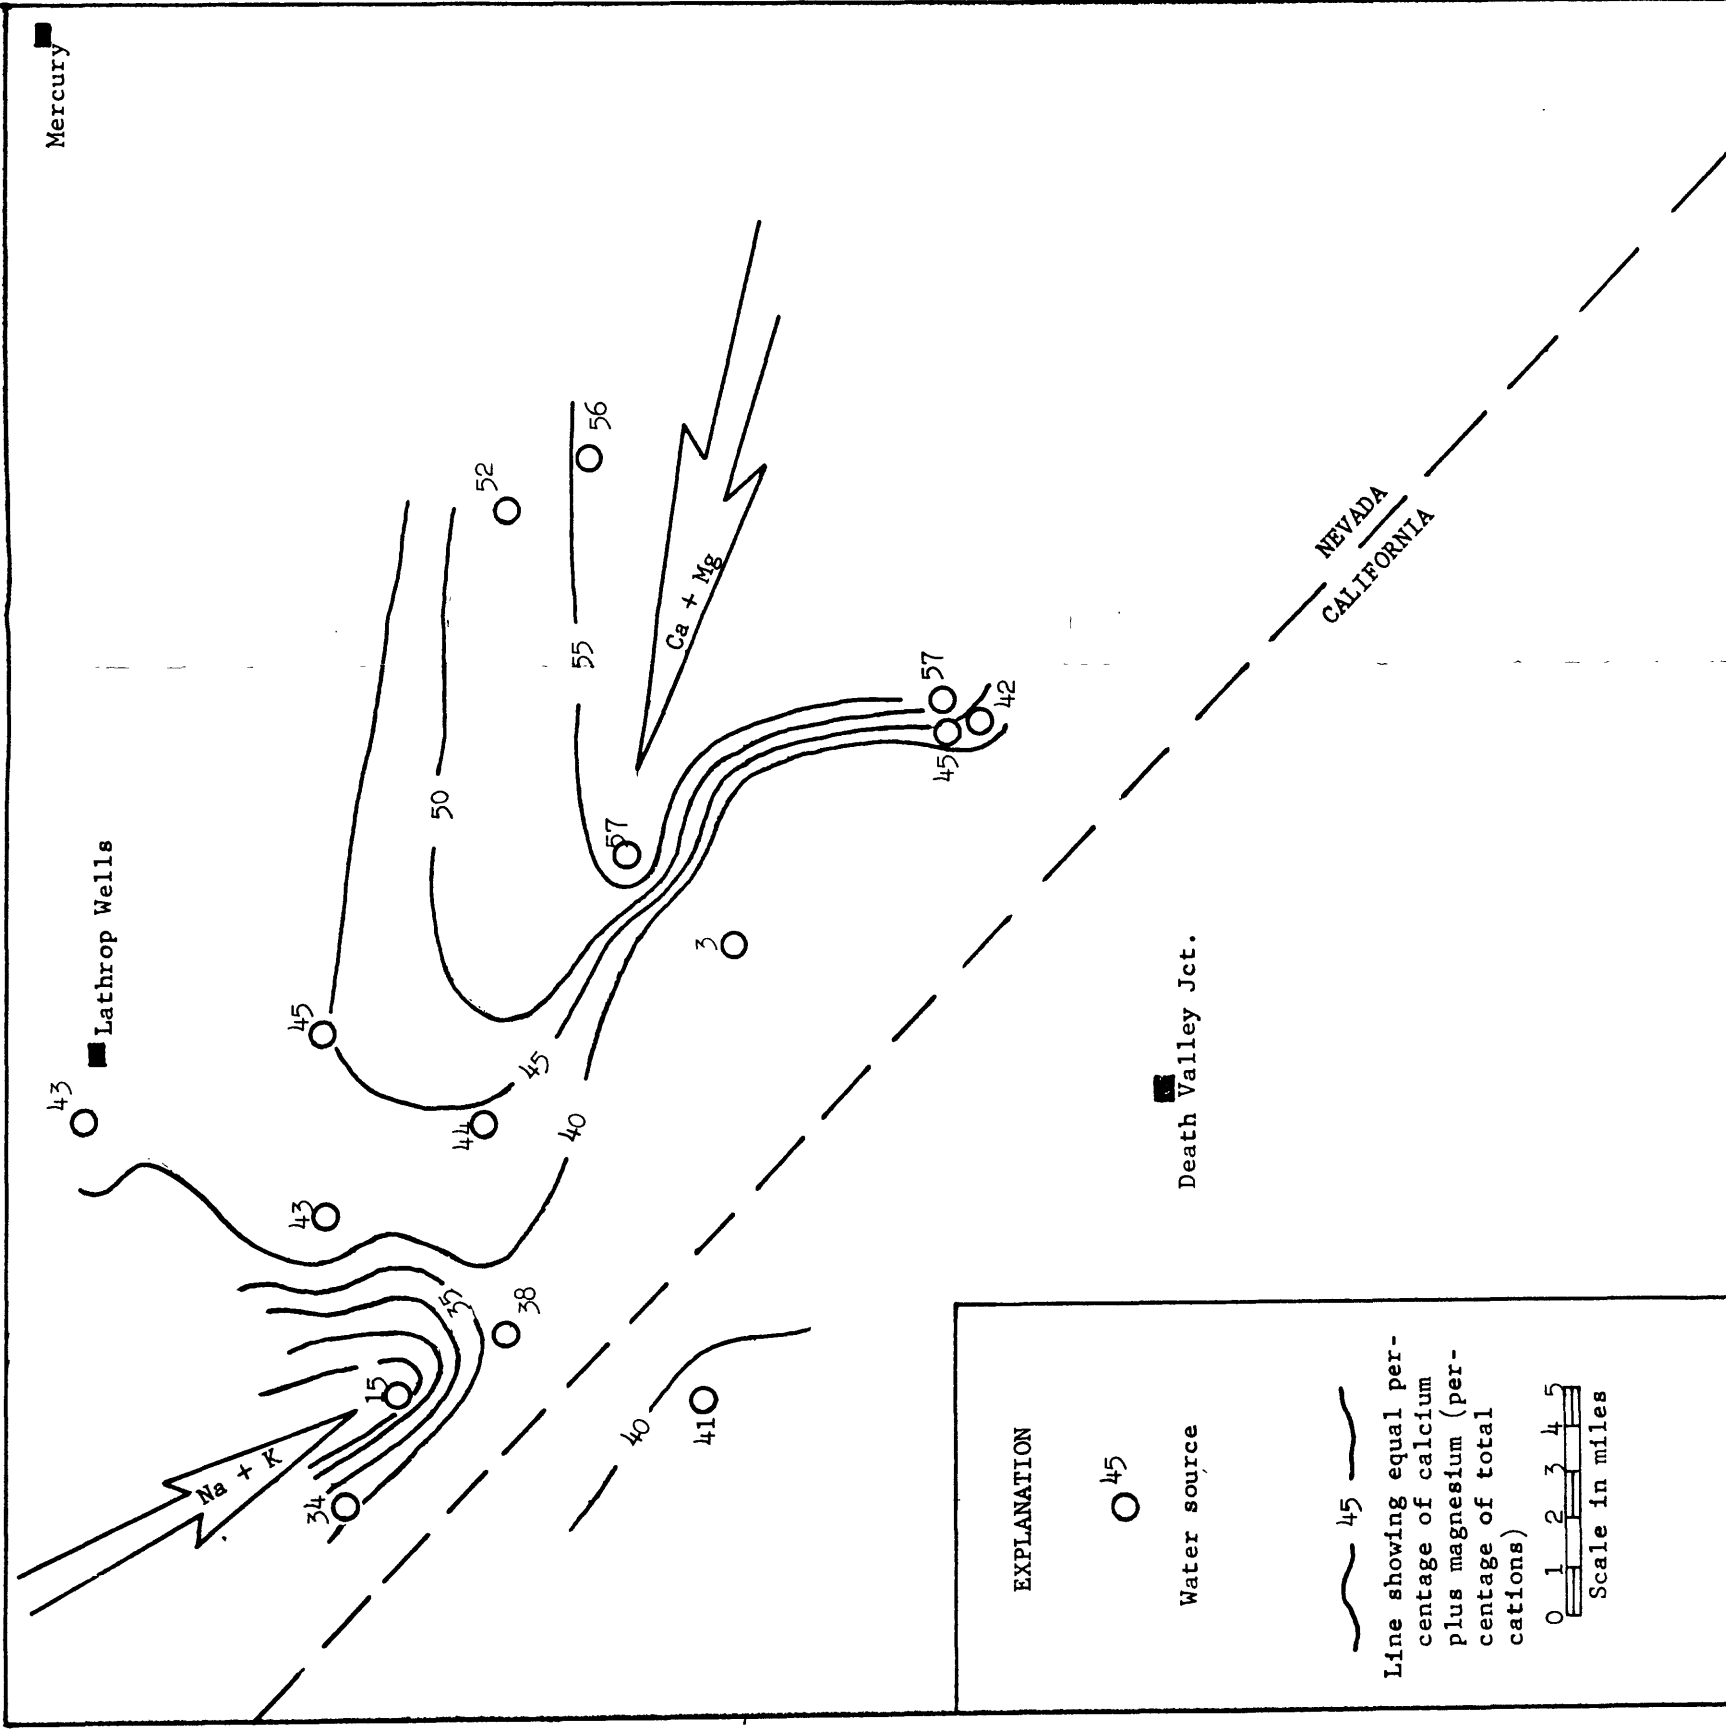 Mercury
43
Lathrop Wells
Na + K
45
43
34
15
50
35
44
52
38
45
40
55
56
57
40
Ca + Mg
41
3
57
45
42
Death Valley Jct.
NEVADA
CALIFORNIA
EXPLANATION
45
Water source
45
Line showing equal per-
centage of calcium
plus magnesium (per-
centage of total
cations)
0 1 2 3 4 5
Scale in miles